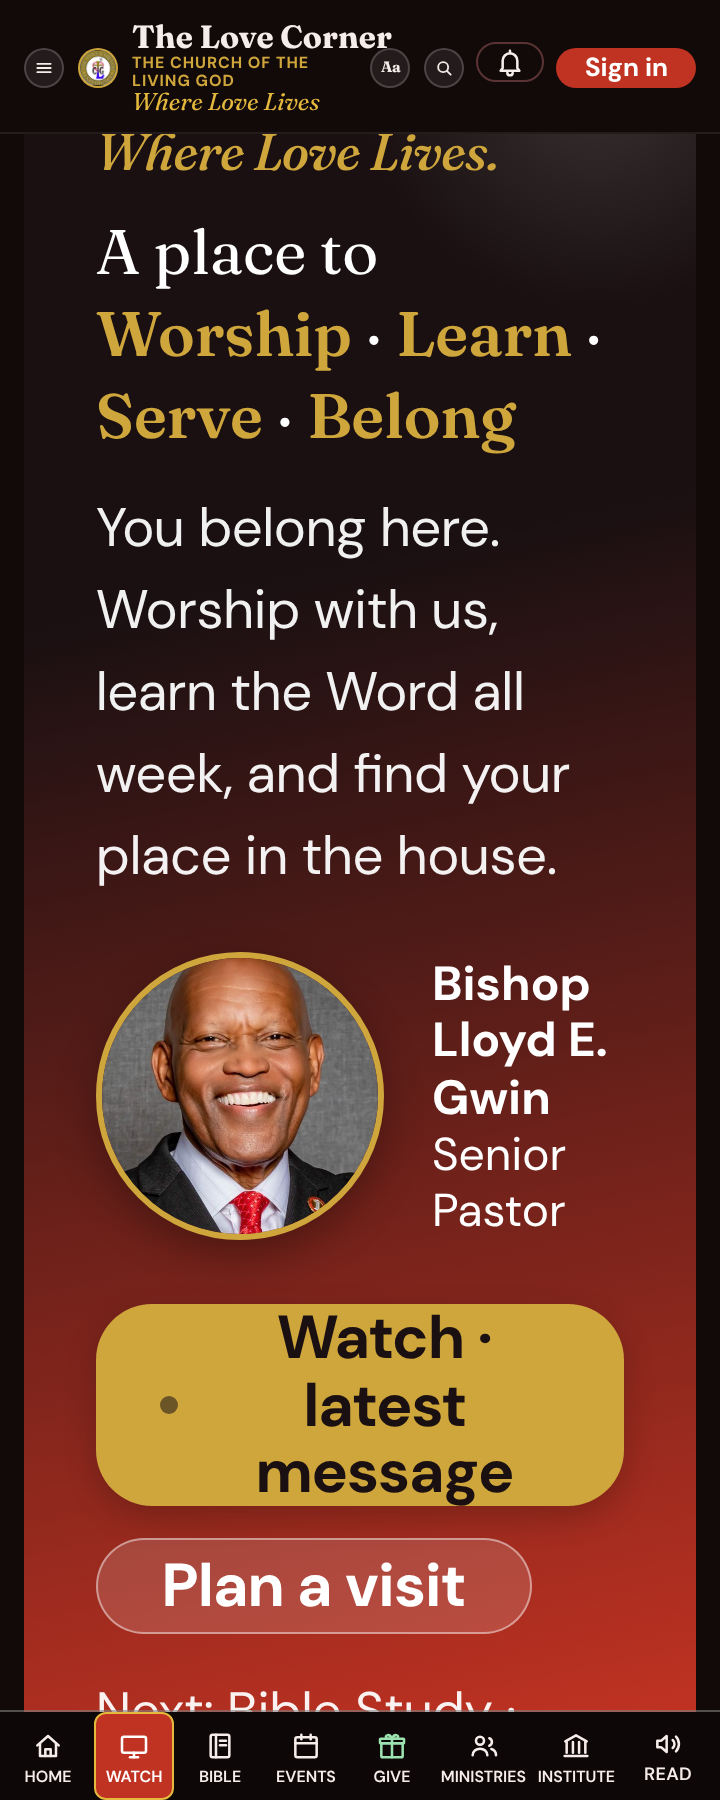 The Love Corner
THE CHURCH OF THE
LIVING GOD
Where Love Lives
Aa
Sign in
Where Love Lives.
A place to
Worship · Learn ·
Serve · Belong
You belong here.
Worship with us,
learn the Word all
week, and find your
place in the house.
Bishop
Lloyd E.
Gwin
Senior
Pastor
Watch ·
latest
message
Plan a visit
Next: Bible Study ·
HOME
WATCH
BIBLE
EVENTS
GIVE
MINISTRIES
INSTITUTE
READ